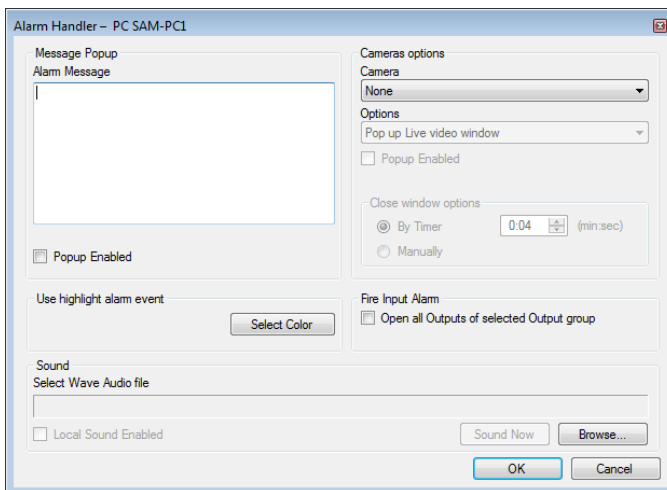 Alarm Handler – PC SAM-PC1
Message Popup
Alarm Message
Popup Enabled
Cameras options
Camera
None
Options
Pop up Live video window
Popup Enabled
Close window options
By Timer
0:04
(min:sec)
Manually
Use highlight alarm event
Select Color
Fire Input Alarm
Open all Outputs of selected Output group
Sound
Select Wave Audio file
Local Sound Enabled
Sound Now
Browse...
OK
Cancel